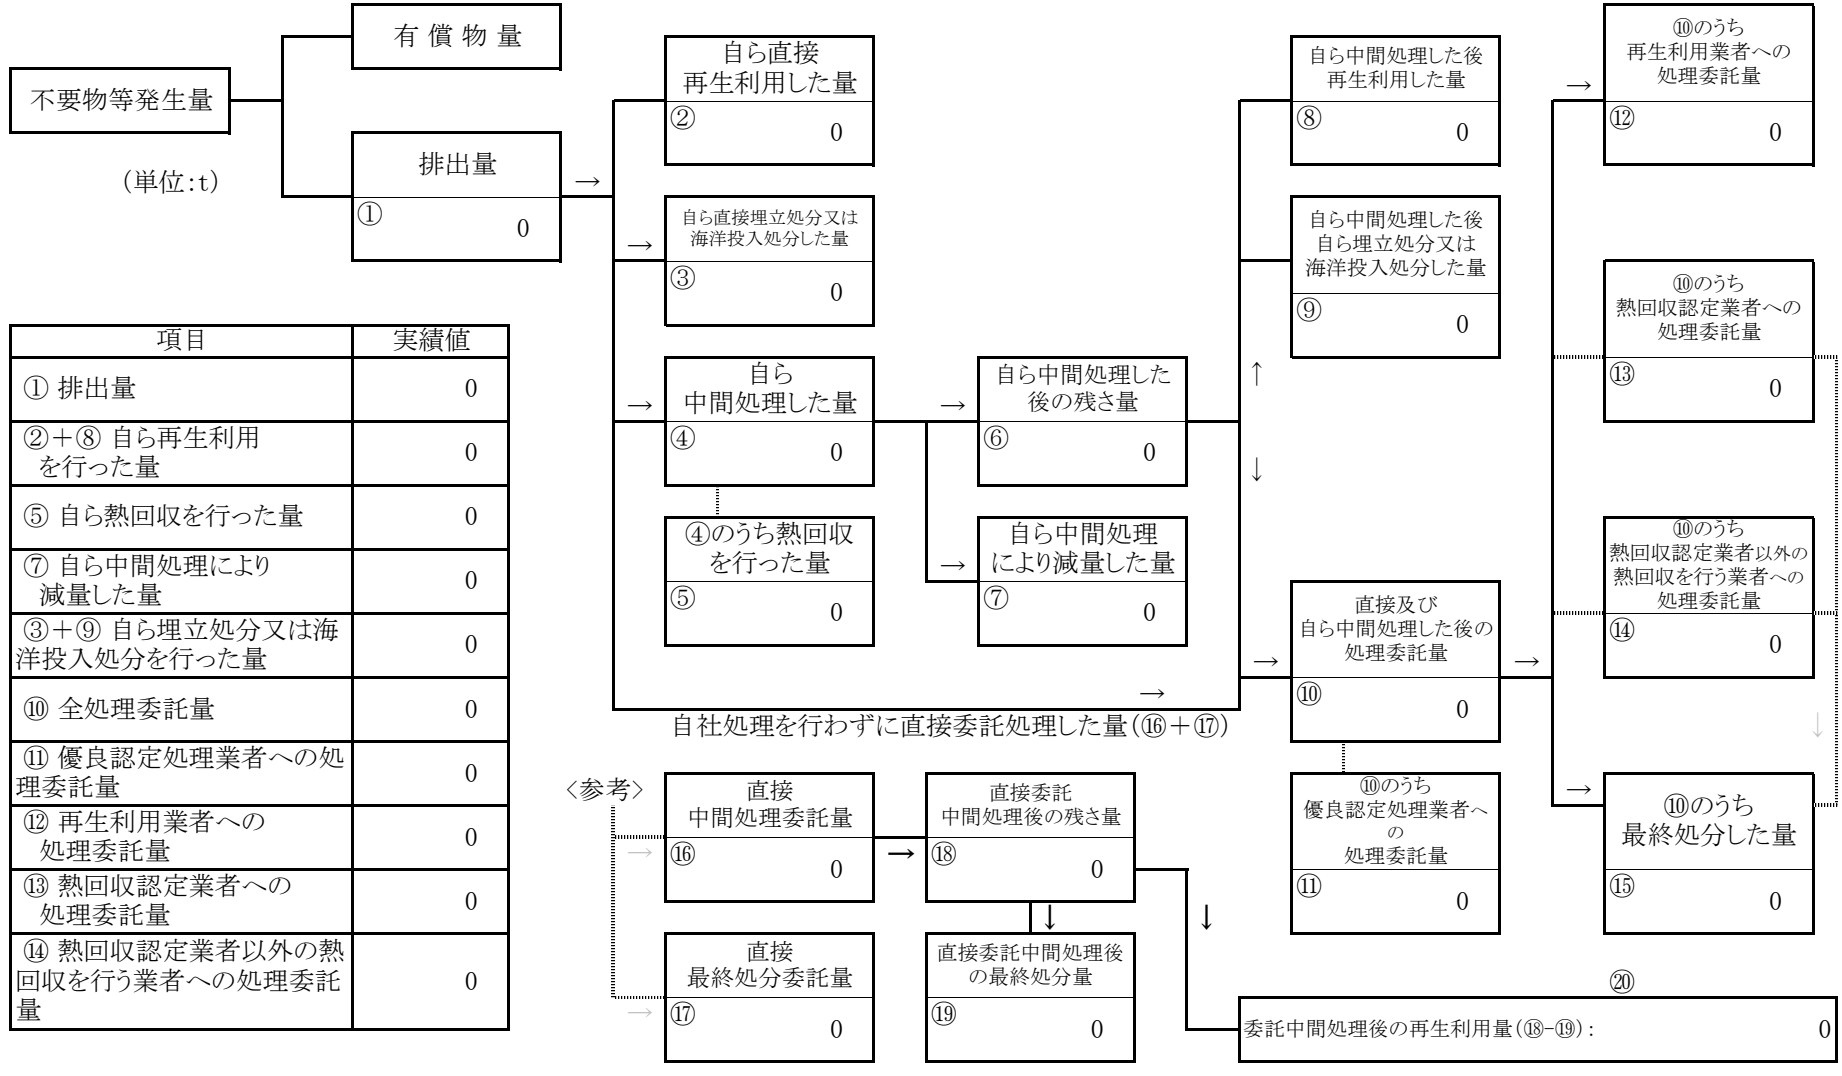 不要物等発生量
(単位:t)
有 償 物 量
排出量
①
0
→
自ら直接
再生利用した量
②
0
→
自ら直接埋立処分又は
海洋投入処分した量
③
0
→
自ら
中間処理した量
④
0
④のうち熱回収
を行った量
⑤
0
→
自ら中間処理した
後の残さ量
⑥
0
→
自ら中間処理
により減量した量
⑦
0
→
自社処理を行わずに直接委託処理した量(⑯+⑰)
↑
↓
自ら中間処理した後
再生利用した量
⑧
0
自ら中間処理した後
自ら埋立処分又は
海洋投入処分した量
⑨
0
→
直接及び
自ら中間処理した後の
処理委託量
⑩
0
⑩のうち
優良認定処理業者へ
の
処理委託量
⑪
0
→
→
⑩のうち
再生利用業者への
処理委託量
⑫
0
⑩のうち
熱回収認定業者への
処理委託量
⑬
0
⑩のうち
熱回収認定業者以外の
熱回収を行う業者への
処理委託量
⑭
0
↓
→
⑩のうち
最終処分した量
⑮
0
項目 実績値
① 排出量 0
②+⑧ 自ら再生利用
を行った量 0
⑤ 自ら熱回収を行った量 0
⑦ 自ら中間処理により
減量した量 0
③+⑨ 自ら埋立処分又は海
洋投入処分を行った量 0
⑩ 全処理委託量 0
⑪ 優良認定処理業者への処
理委託量 0
⑫ 再生利用業者への
処理委託量 0
⑬ 熱回収認定業者への
処理委託量 0
⑭ 熱回収認定業者以外の熱
回収を行う業者への処理委託
量 0
<参考>
→
直接
中間処理委託量
⑯
0
→
直接
最終処分委託量
⑰
0
→
直接委託
中間処理後の残さ量
⑱
0
↓
直接委託中間処理後
の最終処分量
⑲
0
↓
⑳
委託中間処理後の再生利用量(⑱-⑲): 0